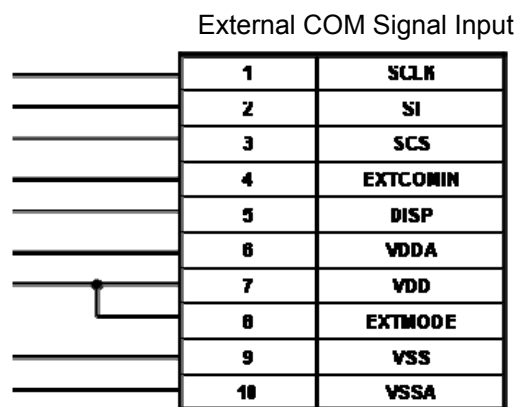 External COM Signal Input
1 SCLK
2 SI
3 SCS
4 EXTCOMIN
5 DISP
6 VDDA
7 VDD
8 EXTMODE
9 VSS
10 VSSA